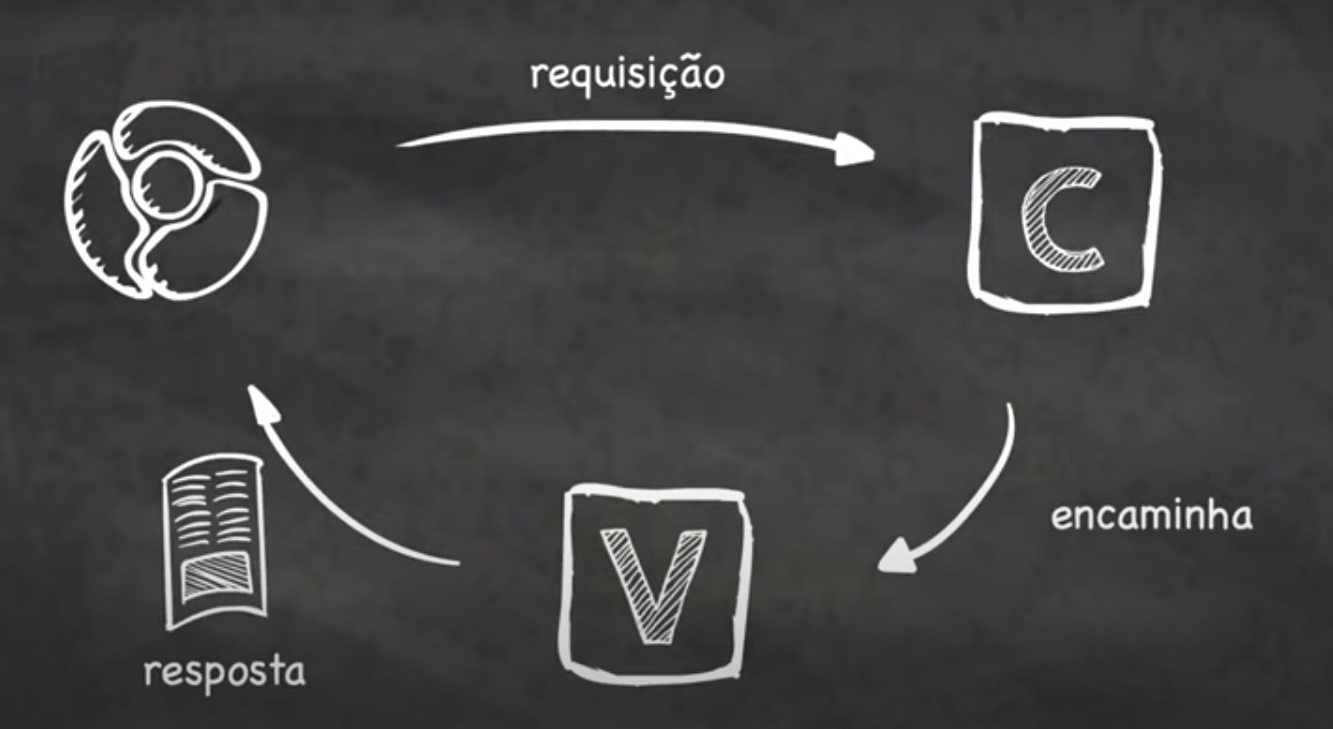 requisição
C
encaminha
V
resposta